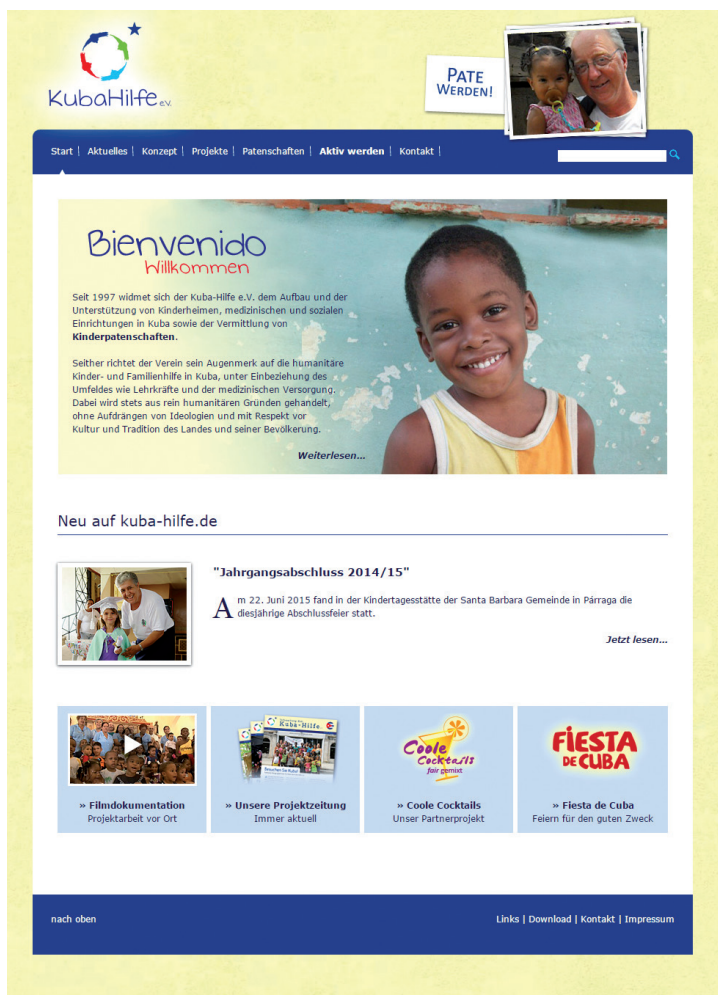 KubaHilfe e.V.
PATE
WERDEN!
Start | Aktuelles | Konzept | Projekte | Patenschaften | Aktiv werden | Kontakt |
Bienvenido
Willkommen
Seit 1997 widmet sich der Kuba-Hilfe e.V. dem Aufbau und der
Unterstützung von Kinderheimen, medizinischen und sozialen
Einrichtungen in Kuba sowie der Vermittlung von
Kinderpatenschaften.
Seither richtet der Verein sein Augenmerk auf die humanitäre
Kinder- und Familienhilfe in Kuba, unter Einbeziehung des
Umfeldes wie Lehrkräfte und der medizinischen Versorgung.
Dabei wird stets aus rein humanitären Gründen gehandelt,
ohne Aufdrängen von Ideologien und mit Respekt vor
Kultur und Tradition des Landes und seiner Bevölkerung.
Weiterlesen...
Neu auf kuba-hilfe.de
"Jahrgangsabschluss 2014/15"
Am 22. Juni 2015 fand in der Kindertagesstätte der Santa Barbara Gemeinde in Párraga die
diesjährige Abschlussfeier statt.
Jetzt lesen...
Kuba-Hilfe
Coole
Cocktails
fair gemixt
FIESTA
DE CUBA
» Filmdokumentation
Projektarbeit vor Ort
» Unsere Projektzeitung
Immer aktuell
» Coole Cocktails
Unser Partnerprojekt
» Fiesta de Cuba
Feiern für den guten Zweck
nach oben
Links | Download | Kontakt | Impressum